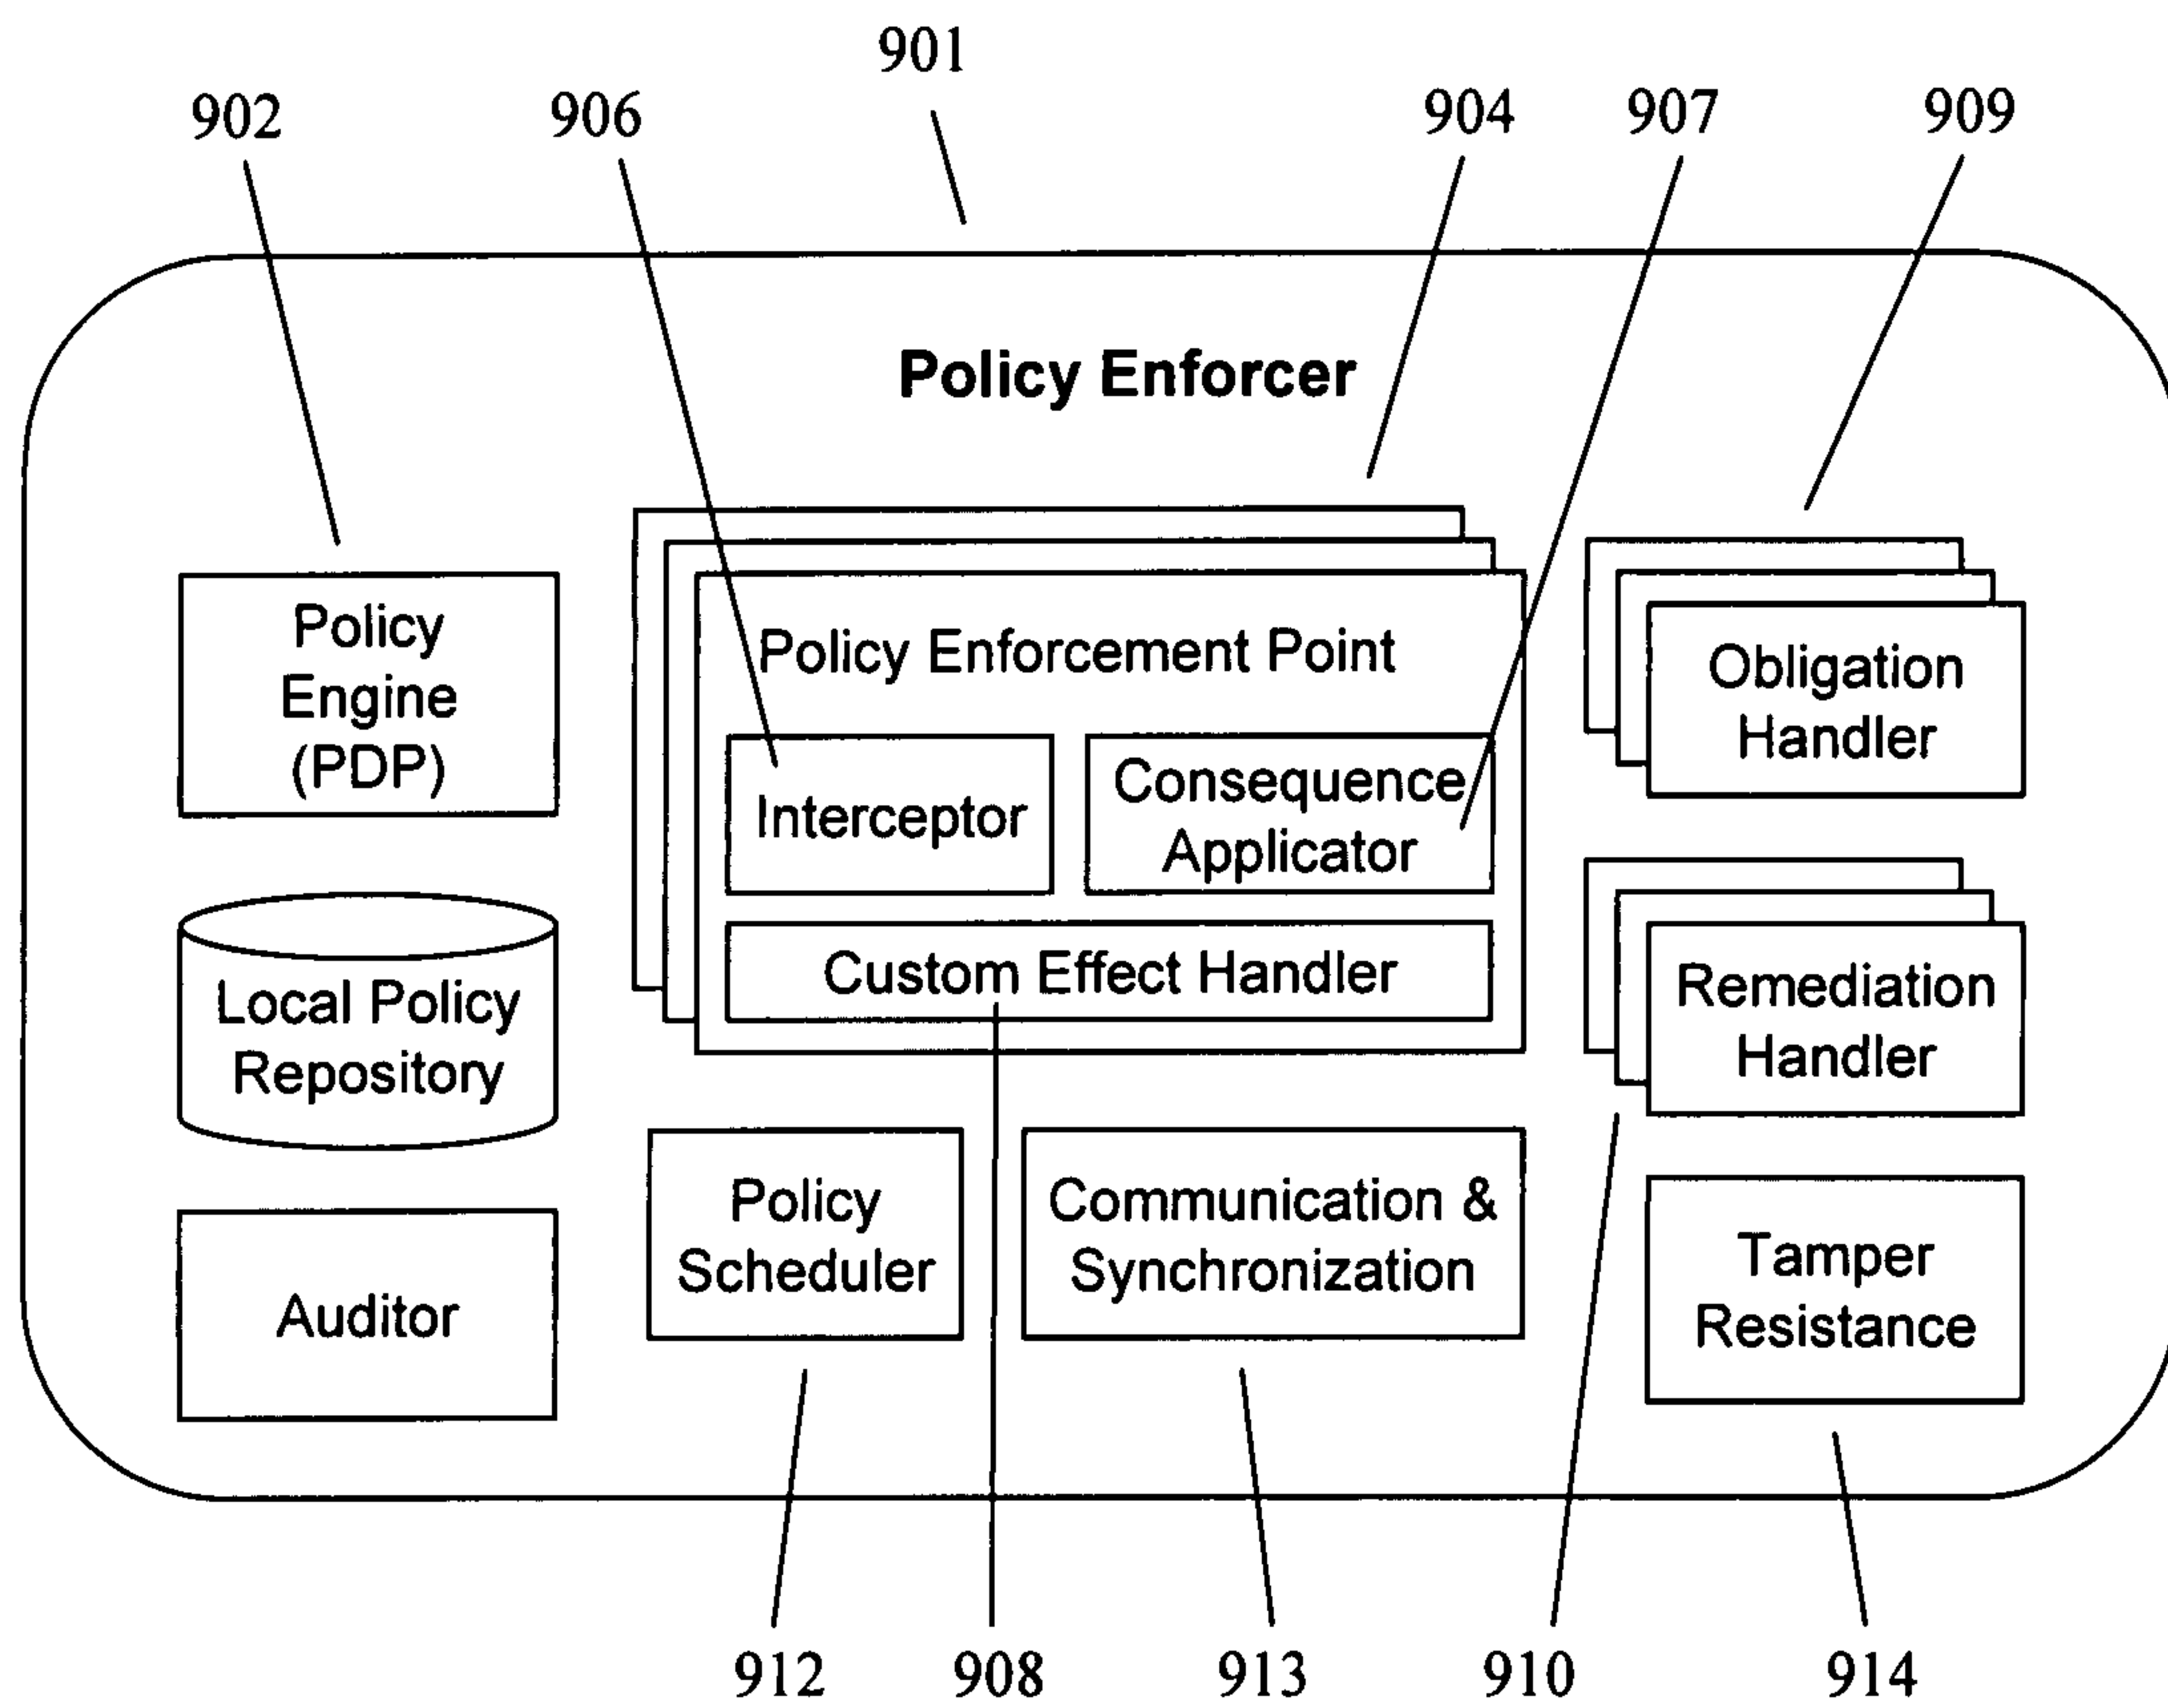 901
902
906
904
907
909
Policy Enforcer
Policy
Engine
(PDP)
Policy Enforcement Point
Interceptor
Consequence
Applicator
Custom Effect Handler
Obligation
Handler
Local Policy
Repository
Remediation
Handler
Auditor
Policy
Scheduler
Communication &
Synchronization
Tamper
Resistance
912
908
913
910
914